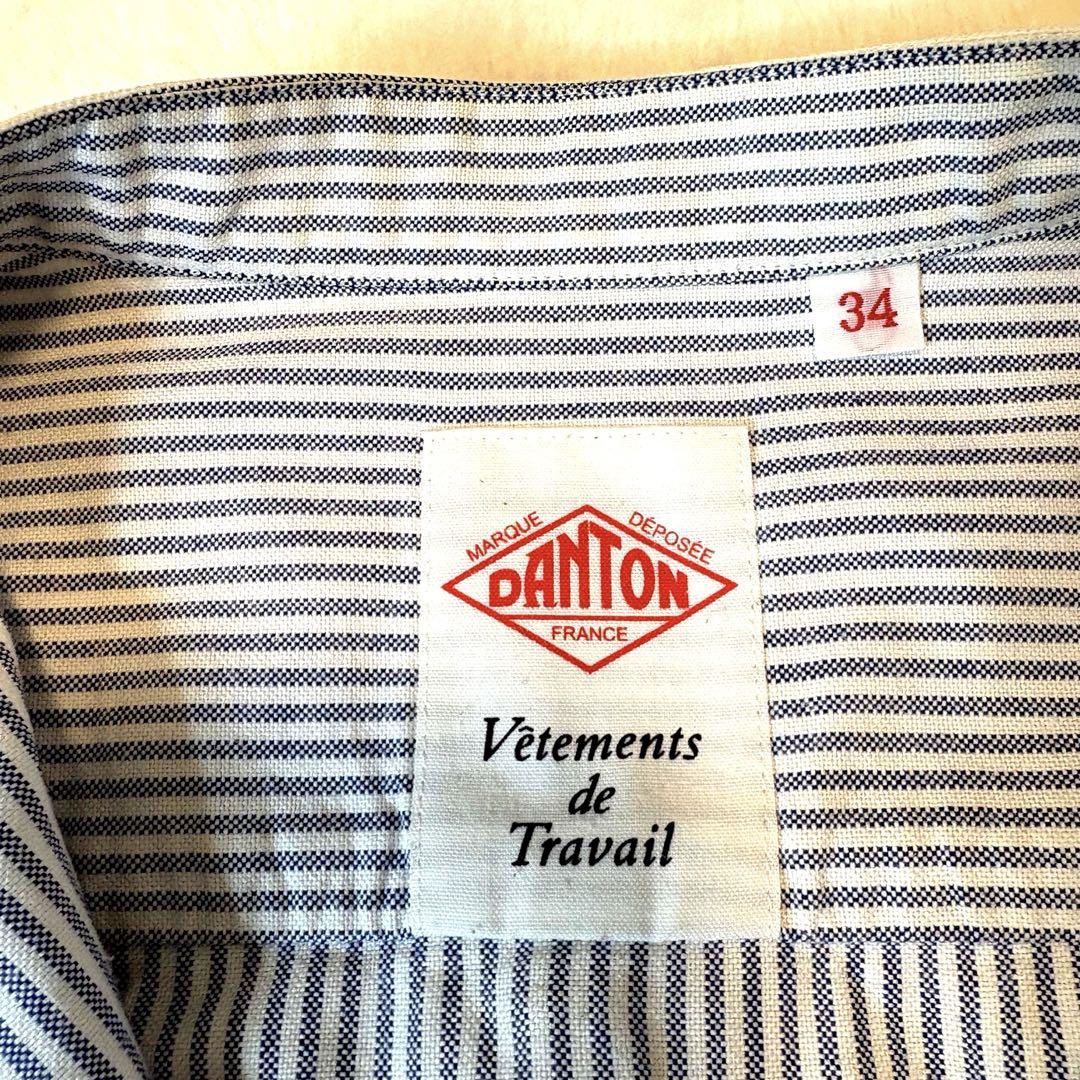 34
MARQUE DÉPOSÉE
DANTON
FRANCE
Vêtements
de
Travail